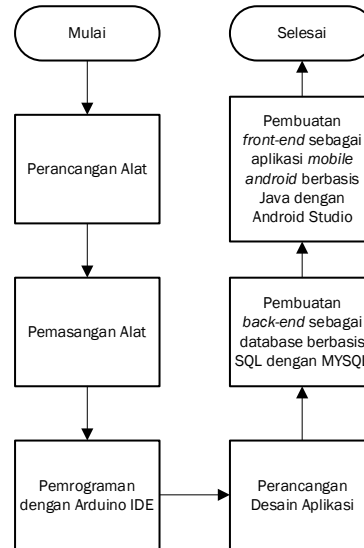 Mulai
Perancangan Alat
Pemasangan Alat
Pemrograman
dengan Arduino IDE
Perancangan
Desain Aplikasi
Pembuatan
back-end sebagai
database berbasis
SQL dengan MYSQL
Pembuatan
front-end sebagai
aplikasi mobile
android berbasis
Java dengan
Android Studio
Selesai